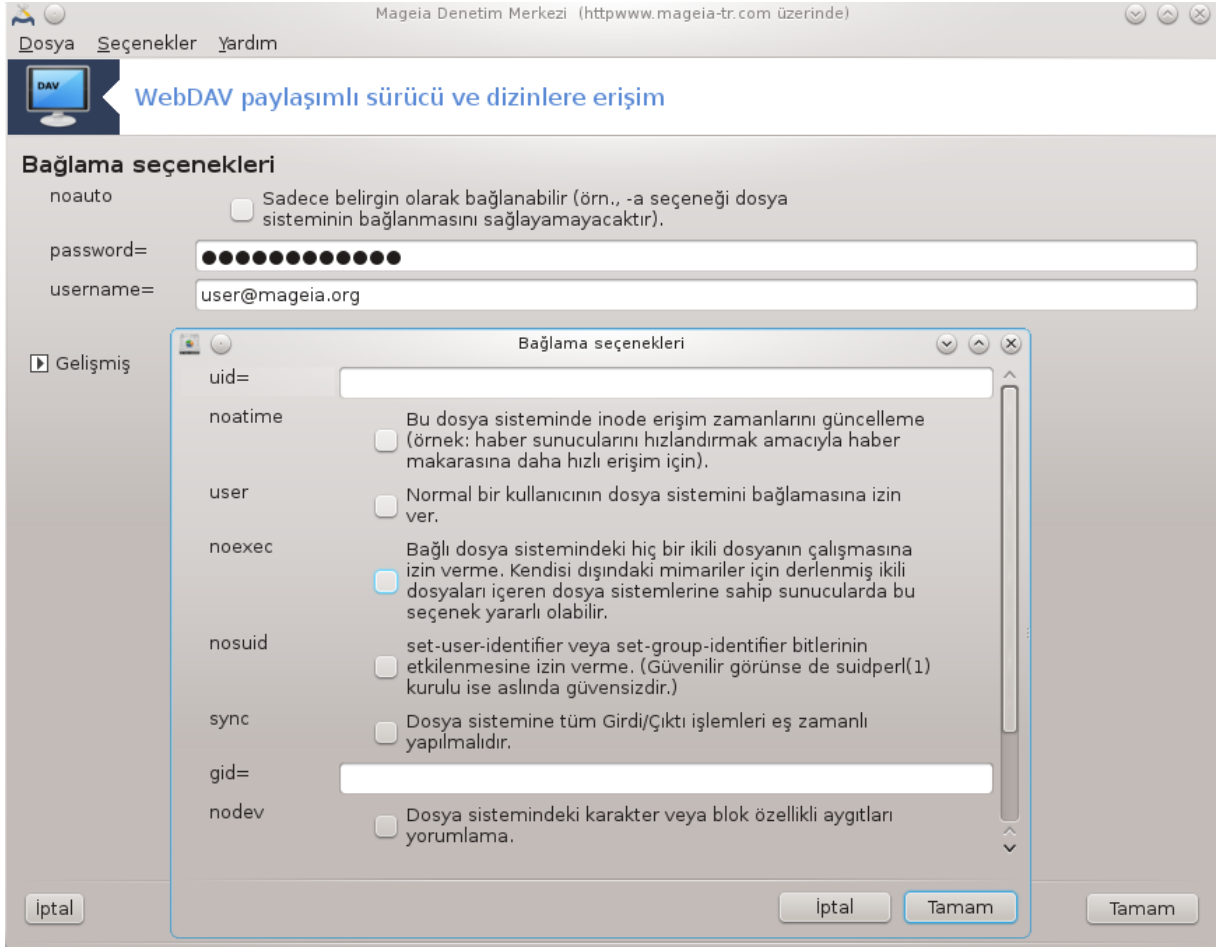 Mageia Denetim Merkezi (httpwww.mageia-tr.com üzerinde)
Dosya Seçenekler Yardım
DAV
WebDAV paylaşımlı sürücü ve dizinlere erişim
Bağlama seçenekleri
noauto
Sadece belirgin olarak bağlanabilir (örn., -a seçeneği dosya
sisteminin bağlanmasını sağlayamayacaktır).
password=
username=
user@mageia.org
Gelişmiş
Bağlama seçenekleri
uid=
noatime
Bu dosya sisteminde inode erişim zamanlarını güncelleme
(örnek: haber sunucularını hızlandırmak amacıyla haber
makarasına daha hızlı erişim için).
user
Normal bir kullanıcının dosya sistemini bağlamasına izin
ver.
noexec
Bağlı dosya sistemindeki hiç bir ikili dosyanın çalışmasına
izin verme. Kendisi dışındaki mimariler için derlenmiş ikili
dosyaları içeren dosya sistemlerine sahip sunucularda bu
seçenek yararlı olabilir.
nosuid
set-user-identifier veya set-group-identifier bitlerinin
etkilenmesine izin verme. (Güvenilir görünse de suidperl(1)
kurulu ise aslında güvensizdir.)
sync
Dosya sistemine tüm Girdi/Çıktı işlemleri eş zamanlı
yapılmalıdır.
gid=
nodev
Dosya sistemindeki karakter veya blok özellikli aygıtları
yorumlama.
İptal
Tamam
İptal
Tamam